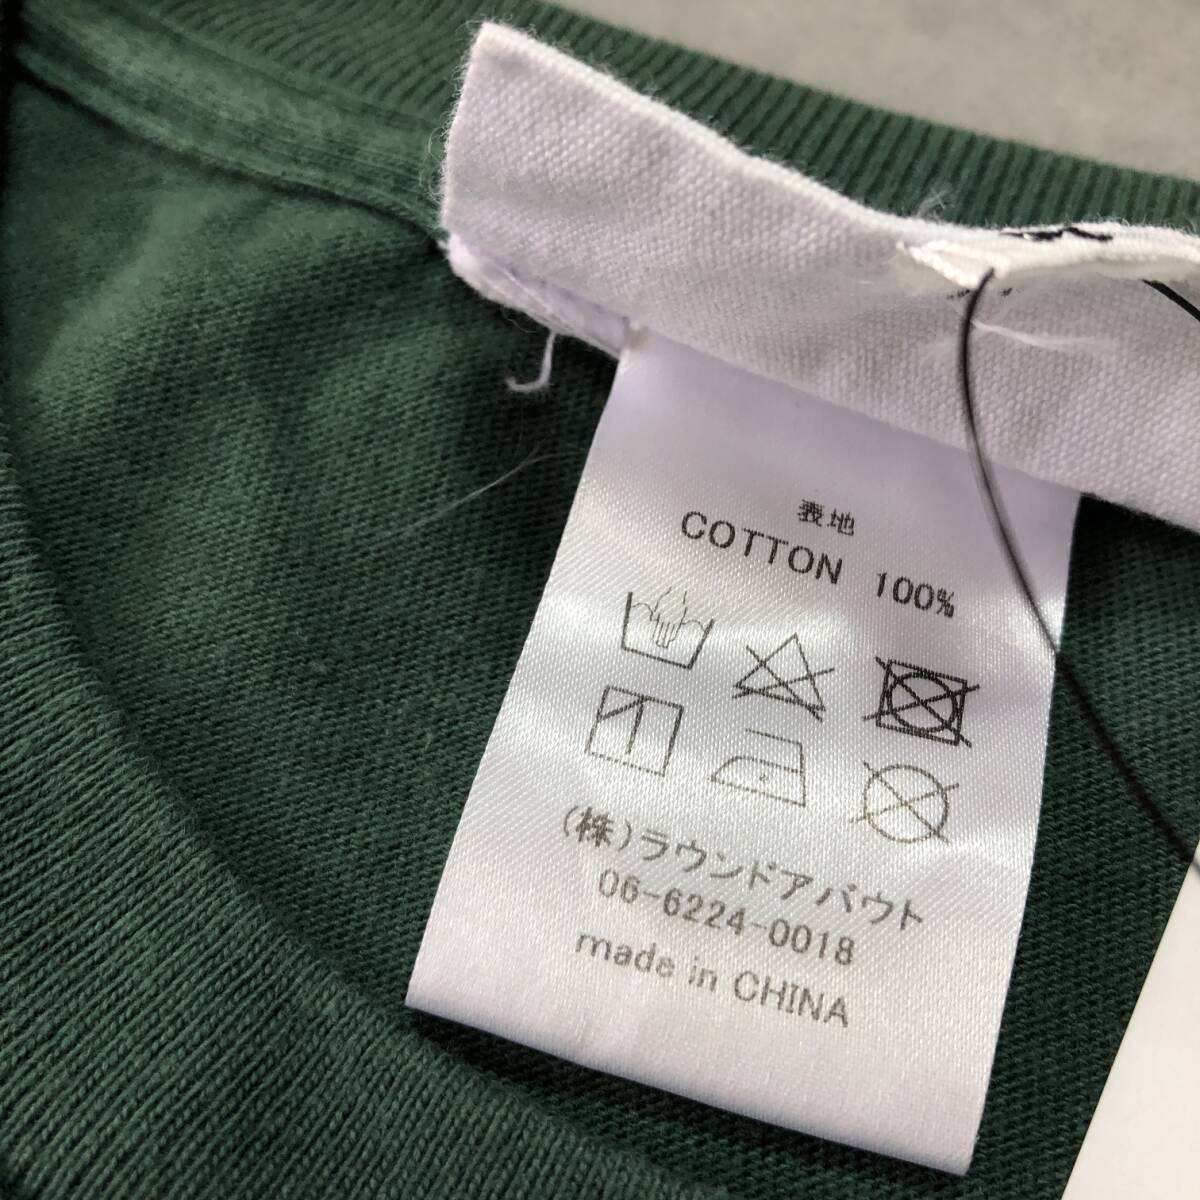 表地
COTTON 100%
(株)ラウンドアバウト
06-6224-0018
made in CHINA